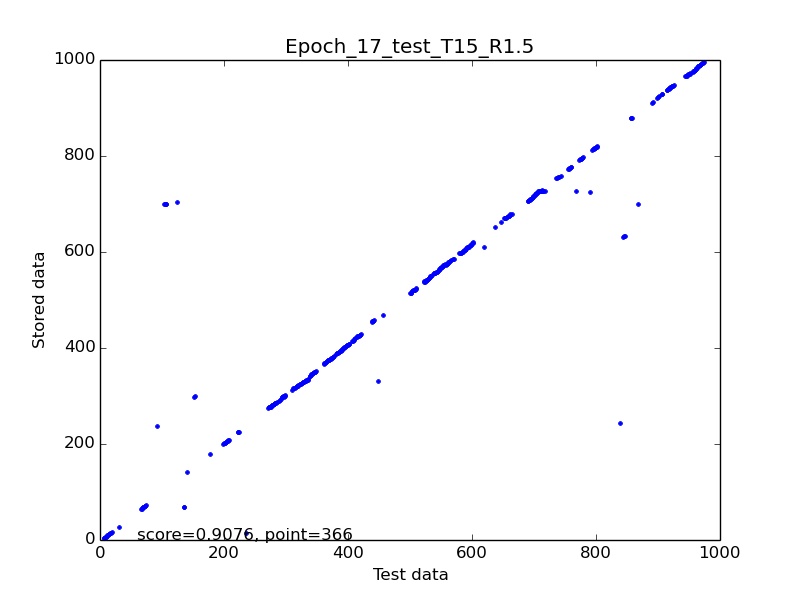 Epoch_17_test_T15_R1.5
1000
800
600
400
200
0
Stored data
score=0.9076, point=366
0 200 400 600 800 1000
Test data